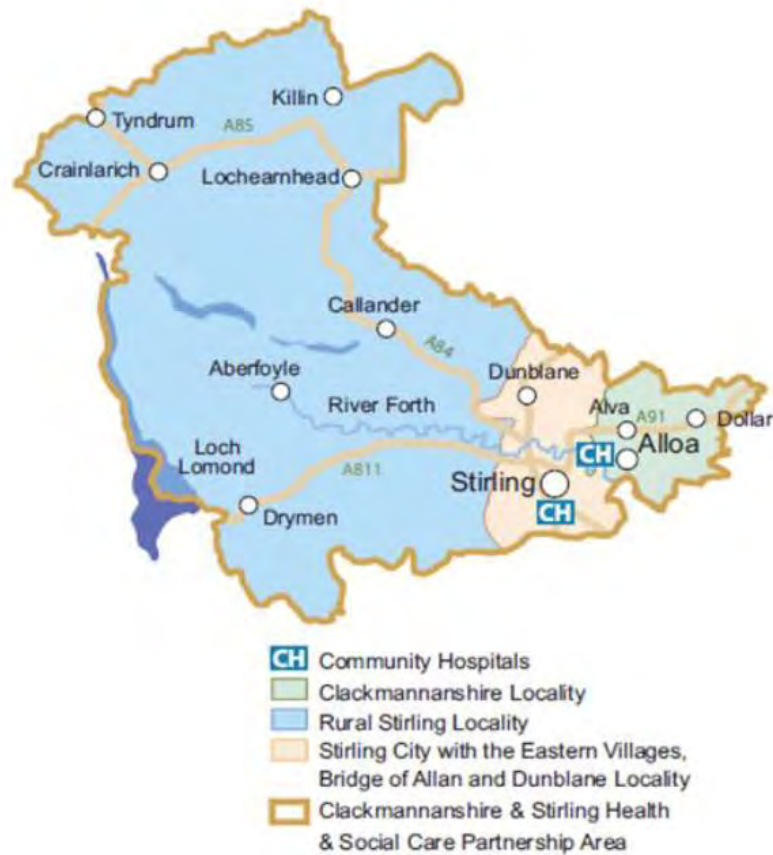 Killin
Tyndrum
A85
Crainlarich
Lochearnhead
Callander
A84
Aberfoyle
Dunblane
River Forth
Alva
A91
Dollar
Loch
Lomond
CH
Alloa
A811
Stirling
Drymen
CH
CH Community Hospitals
Clackmannanshire Locality
Rural Stirling Locality
Stirling City with the Eastern Villages,
Bridge of Allan and Dunblane Locality
Clackmannanshire & Stirling Health
& Social Care Partnership Area